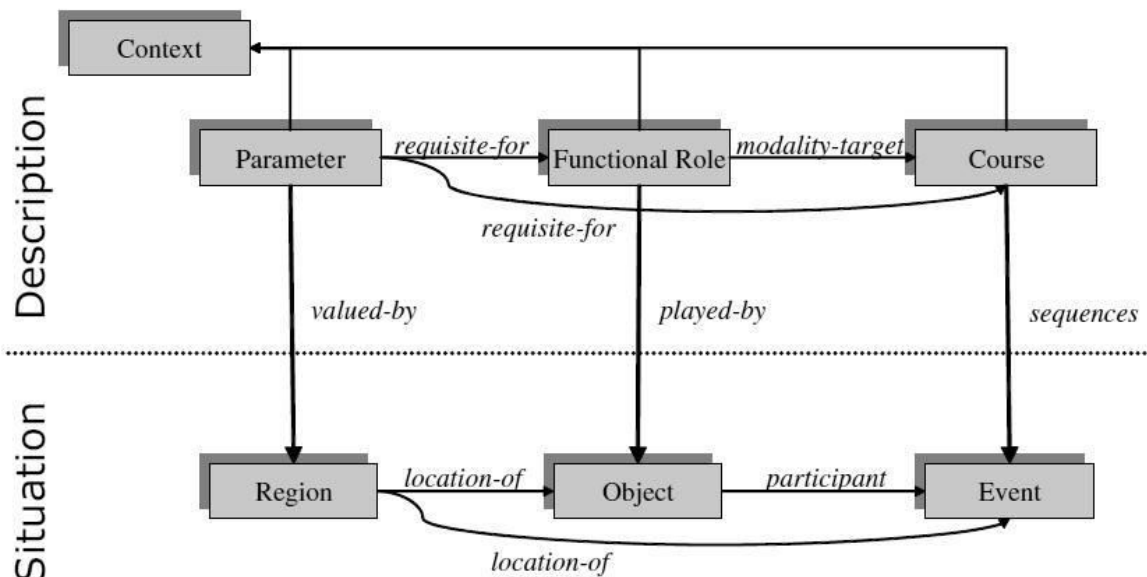 Context
Description
Parameter
requisite-for
Functional Role
modality-target
Course
requisite-for
valued-by
played-by
sequences
Situation
Region
location-of
Object
participant
Event
location-of